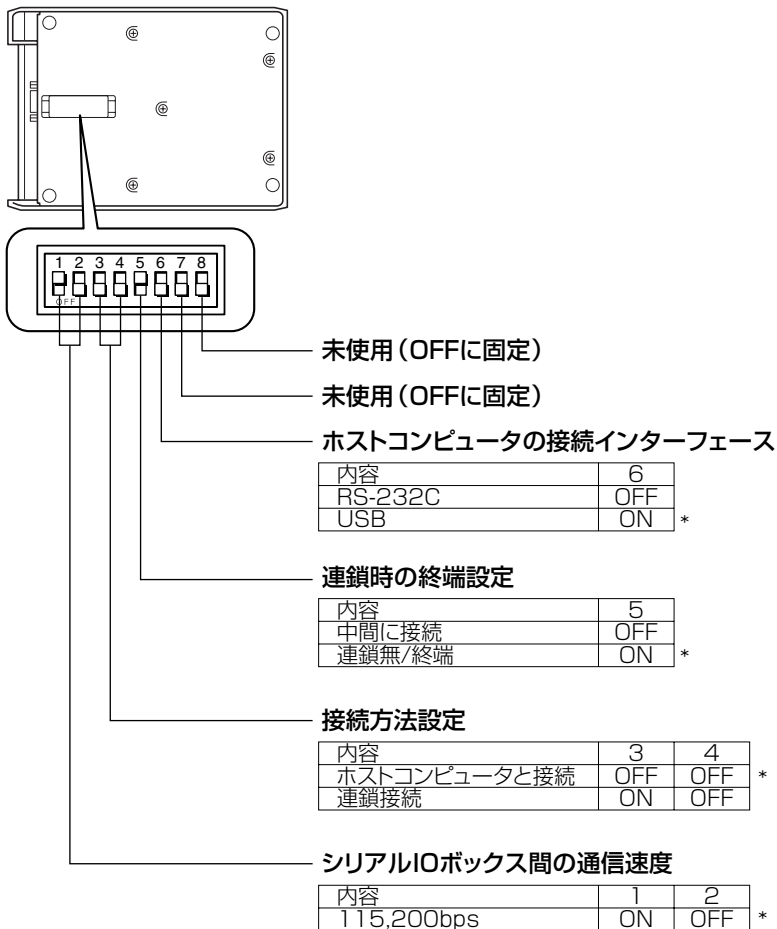 1 2 3 4 5 6 7 8
OFF
未使用（OFFに固定）
未使用（OFFに固定）
ホストコンピュータの接続インターフェース
内容 6
RS-232C OFF
USB ON *
連鎖時の終端設定
内容 5
中間に接続 OFF
連鎖無/終端 ON *
接続方法設定
内容 3 4
ホストコンピュータと接続 OFF OFF *
連鎖接続 ON OFF
シリアルIOボックス間の通信速度
内容 1 2
115,200bps ON OFF *